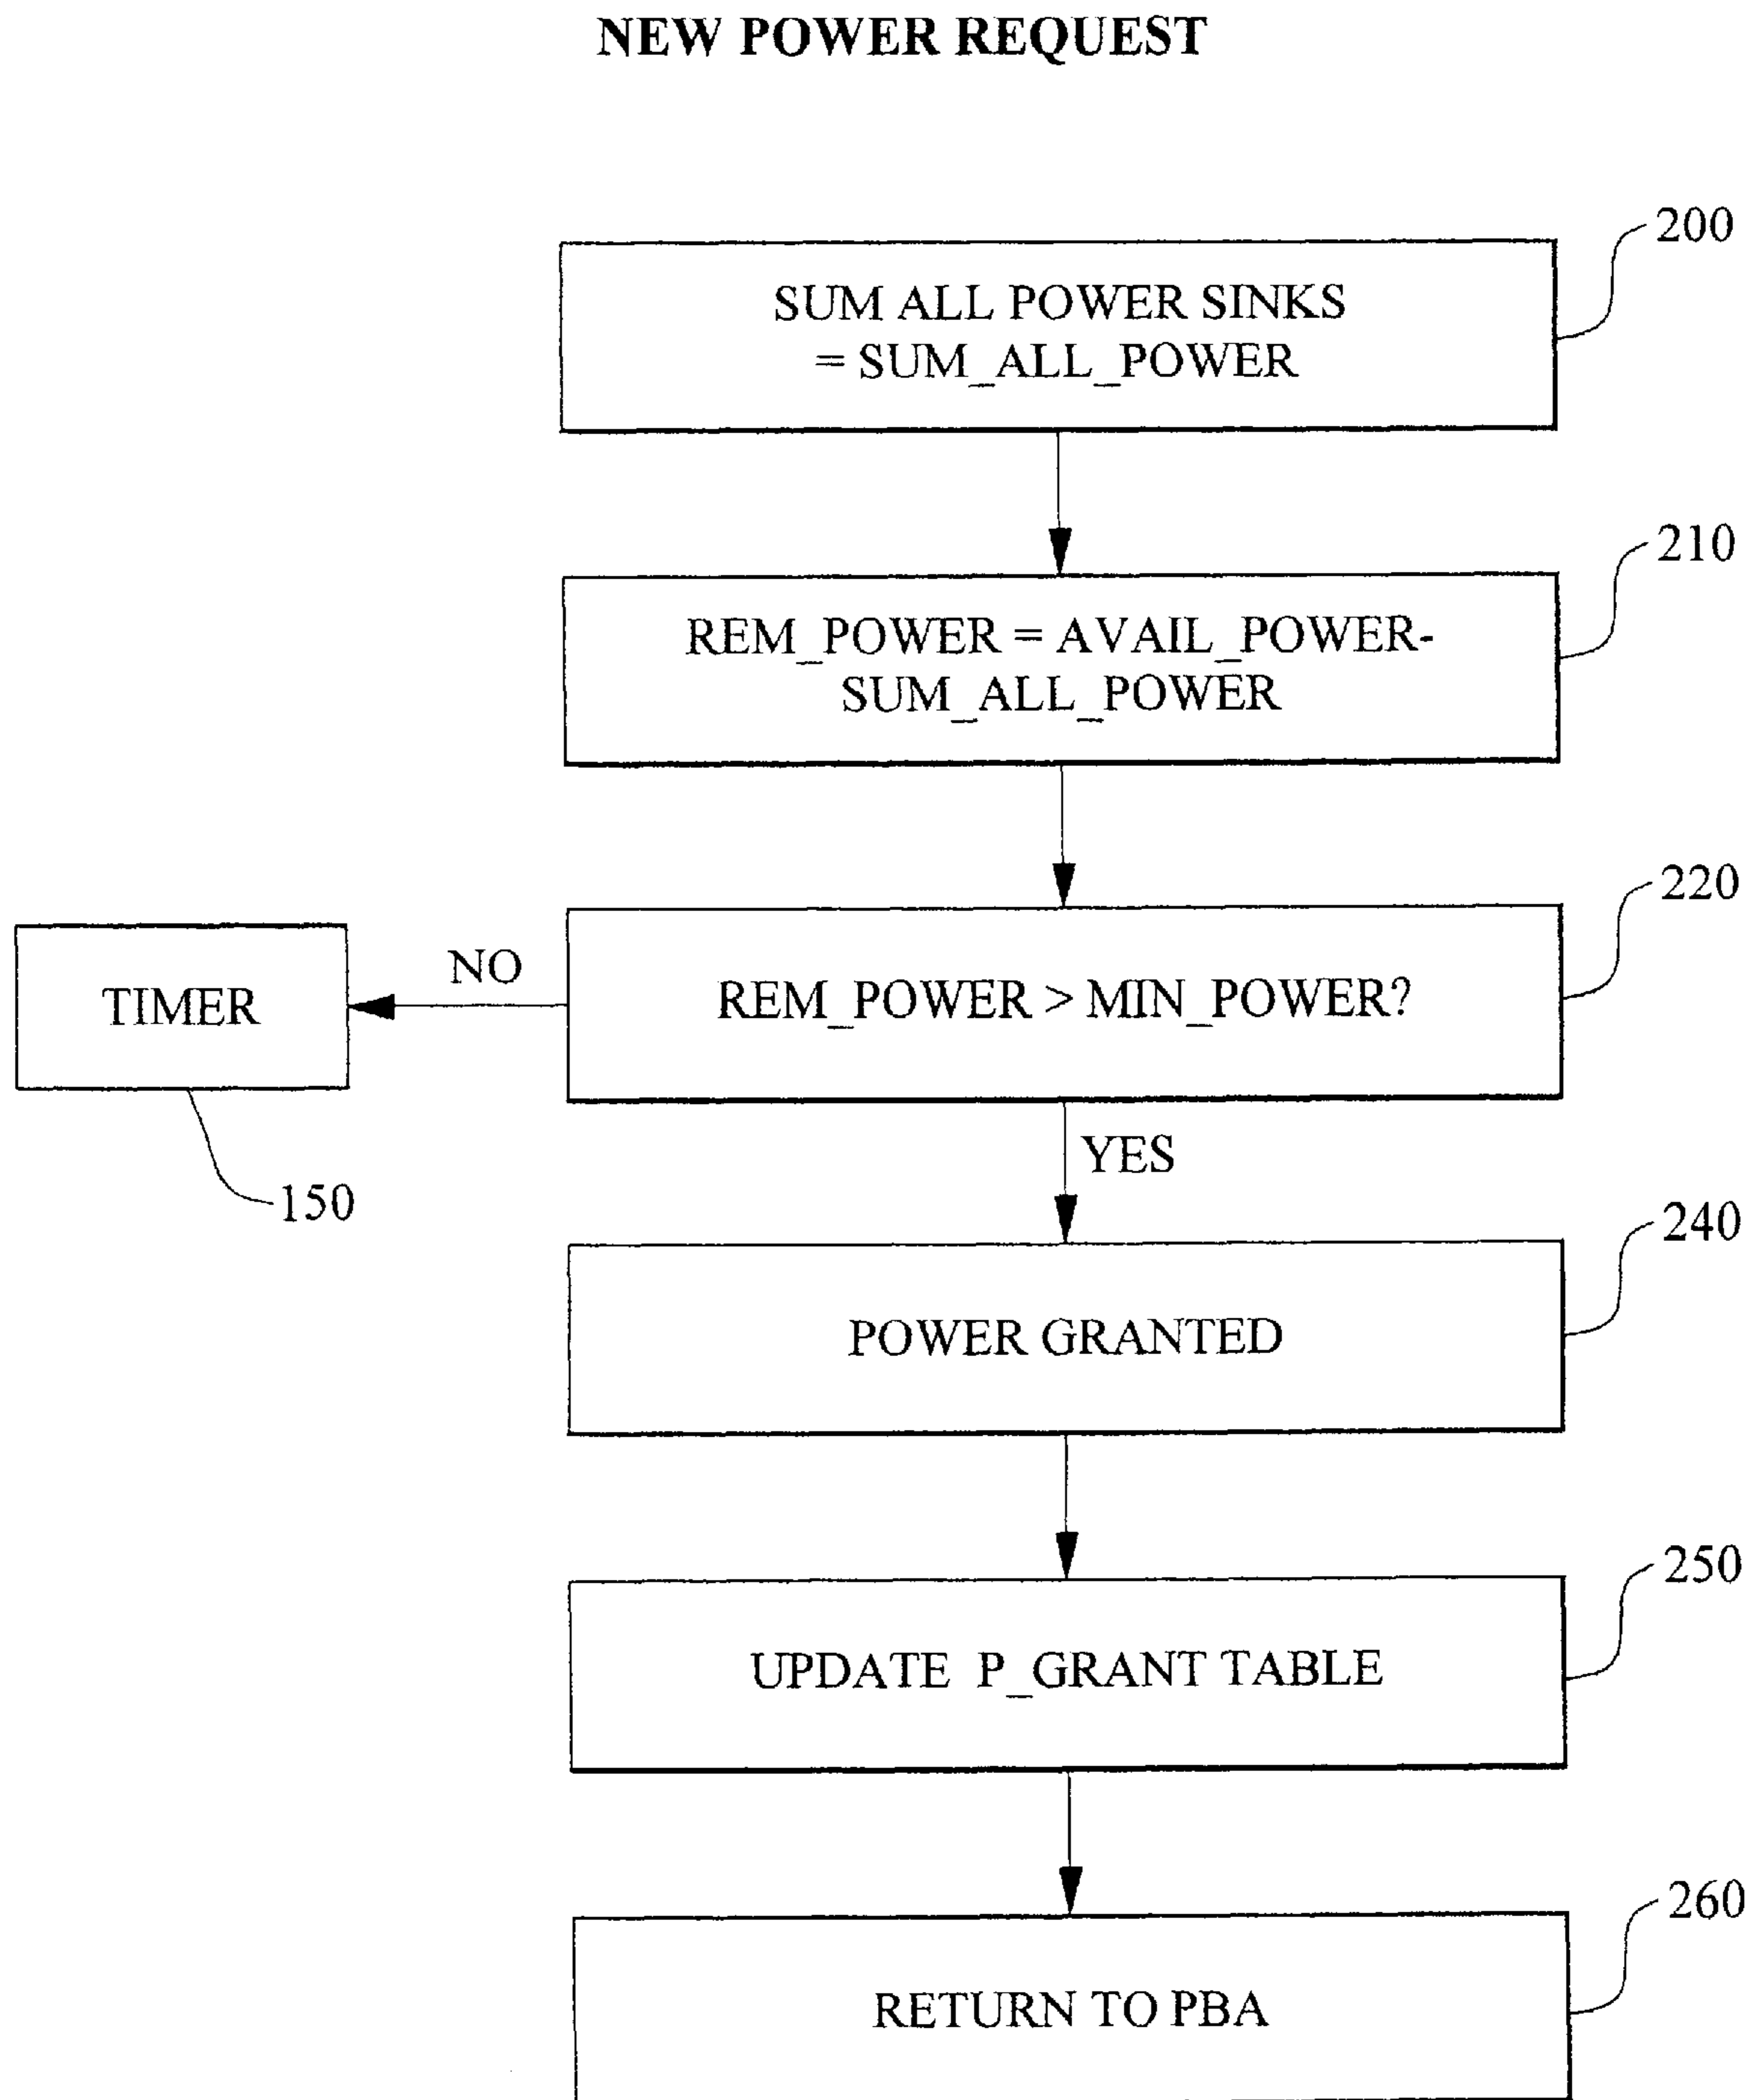 NEW POWER REQUEST
200
SUM ALL POWER SINKS
= SUM_ALL_POWER
210
REM_POWER = AVAIL_POWER-
SUM_ALL_POWER
220
REM_POWER > MIN_POWER?
NO
TIMER
150
YES
240
POWER GRANTED
250
UPDATE P_GRANT TABLE
260
RETURN TO PBA